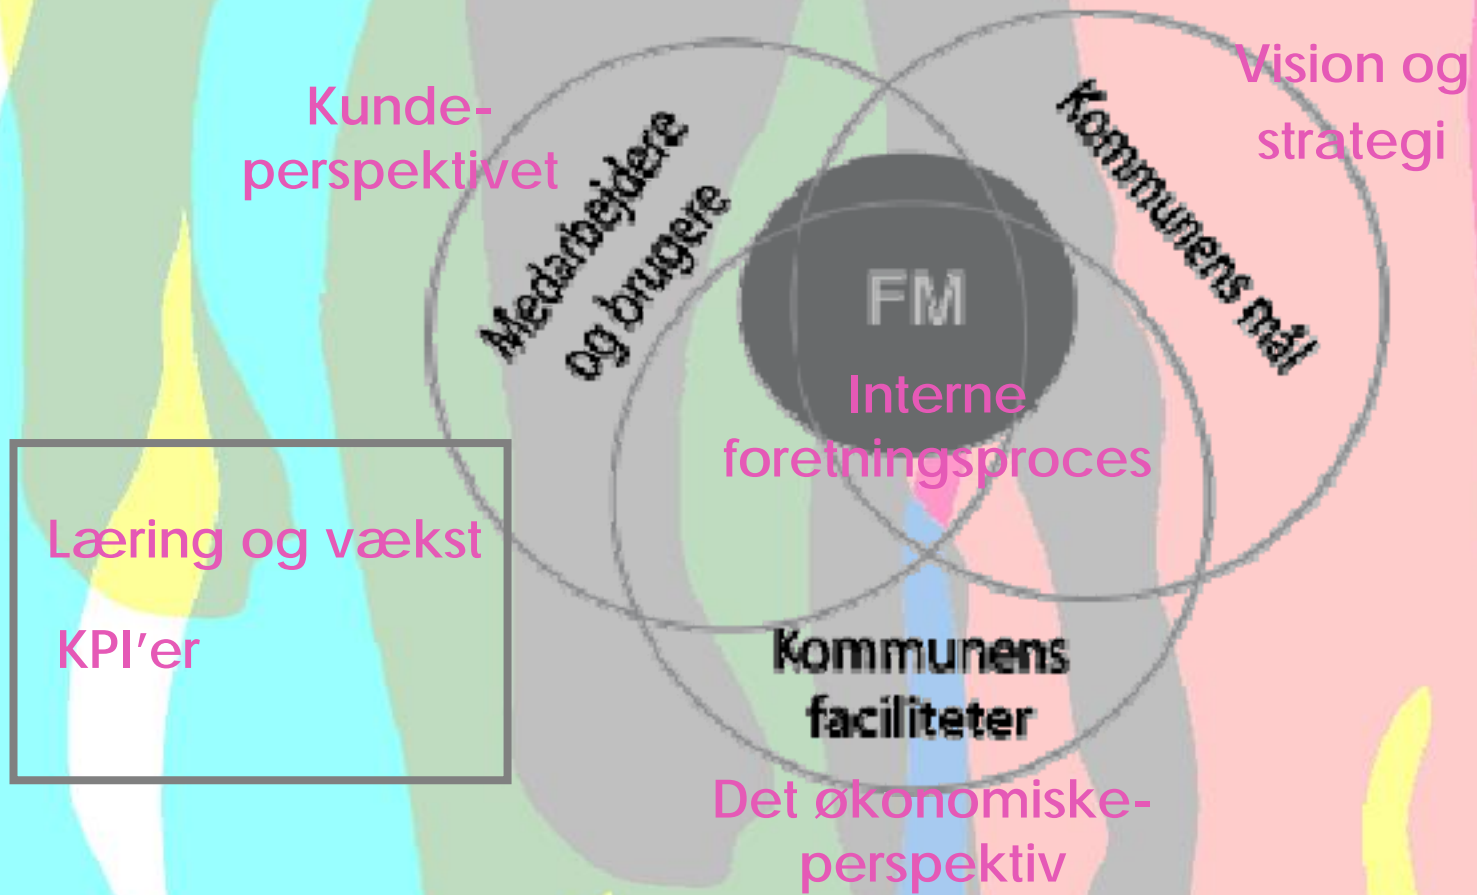 Kunde-
perspektivet
Vision og
strategi
Medarbejdere
og brugere
Kommunens mål
FM
Interne
foretningsproces
Læring og vækst
KPI’er
Kommunens
faciliteter
Det økonomiske-
perspektiv